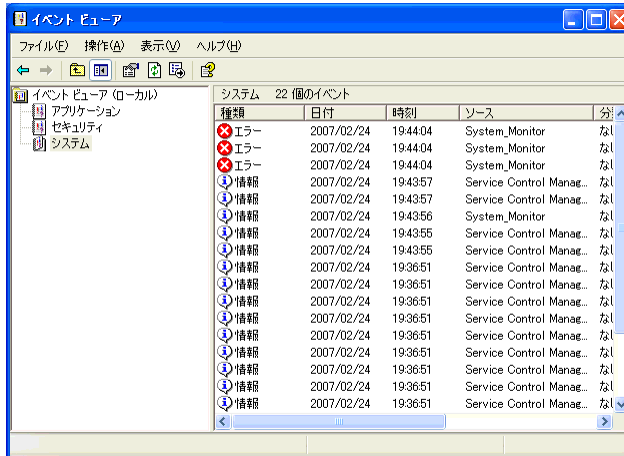 イベント ビューア
ファイル(F) 操作(A) 表示(V) ヘルプ(H)
イベント ビューア (ローカル)
アプリケーション
セキュリティ
システム
システム 22 個のイベント
種類 日付 時刻 ソース 分
エラー 2007/02/24 19:44:04 System_Monitor なし
エラー 2007/02/24 19:44:04 System_Monitor なし
エラー 2007/02/24 19:44:04 System_Monitor なし
情報 2007/02/24 19:43:57 Service Control Manag... なし
情報 2007/02/24 19:43:57 Service Control Manag... なし
情報 2007/02/24 19:43:56 System_Monitor なし
情報 2007/02/24 19:43:55 Service Control Manag... なし
情報 2007/02/24 19:43:55 Service Control Manag... なし
情報 2007/02/24 19:36:51 Service Control Manag... なし
情報 2007/02/24 19:36:51 Service Control Manag... なし
情報 2007/02/24 19:36:51 Service Control Manag... なし
情報 2007/02/24 19:36:51 Service Control Manag... なし
情報 2007/02/24 19:36:51 Service Control Manag... なし
情報 2007/02/24 19:36:51 Service Control Manag... なし
情報 2007/02/24 19:36:51 Service Control Manag... なし
情報 2007/02/24 19:36:51 Service Control Manag... なし
情報 2007/02/24 19:36:51 Service Control Manag... なし